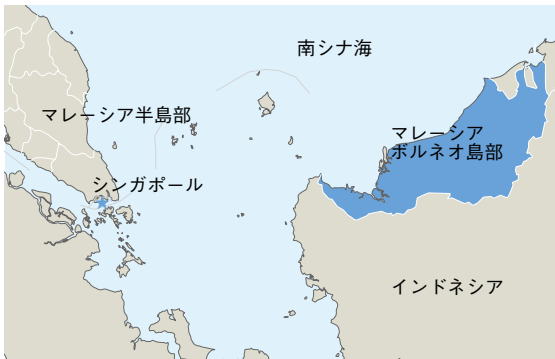 南シナ海
マレーシア半島部
マレーシア
ボルネオ島部
シンガポール
インドネシア